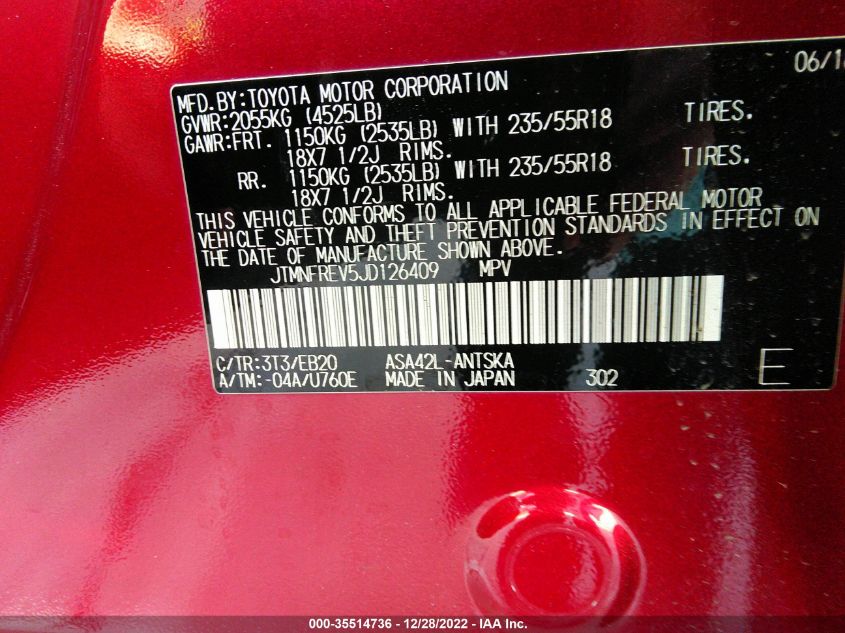 06/1
MFD.BY:TOYOTA MOTOR CORPORATION
GVWR:2055KG (4525LB)
GAWR:FRT. 1150KG (2535LB) WITH 235/55R18 TIRES.
18X7 1/2J RIMS.
RR. 1150KG (2535LB) WITH 235/55R18 TIRES.
18X7 1/2J RIMS.
THIS VEHICLE CONFORMS TO ALL APPLICABLE FEDERAL MOTOR
VEHICLE SAFETY AND THEFT PREVENTION STANDARDS IN EFFECT ON
THE DATE OF MANUFACTURE SHOWN ABOVE.
JTMNFREV5JD126409 MPV
C/TR:3T3/EB20 ASA42L-ANTSKA
A/TM:-04A/U760E MADE IN JAPAN 302 E
000-35514736 - 12/28/2022 - IAA Inc.